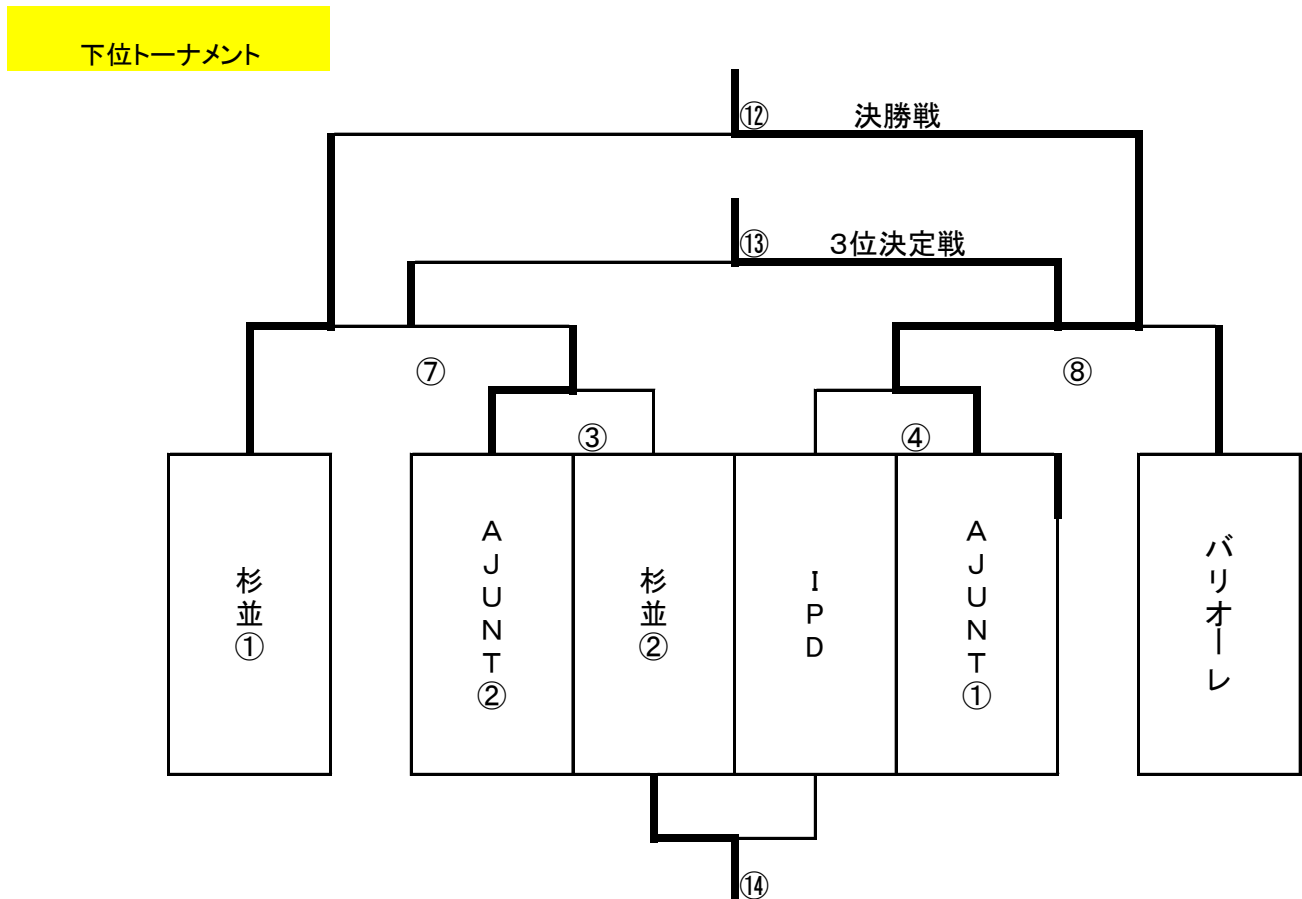 下位トーナメント
⑫ 決勝戦
⑬ 3位決定戦
⑦
⑧
③
④
杉並①
AJUNT②
杉並②
IPD
AJUNT①
バリオーレ
⑭